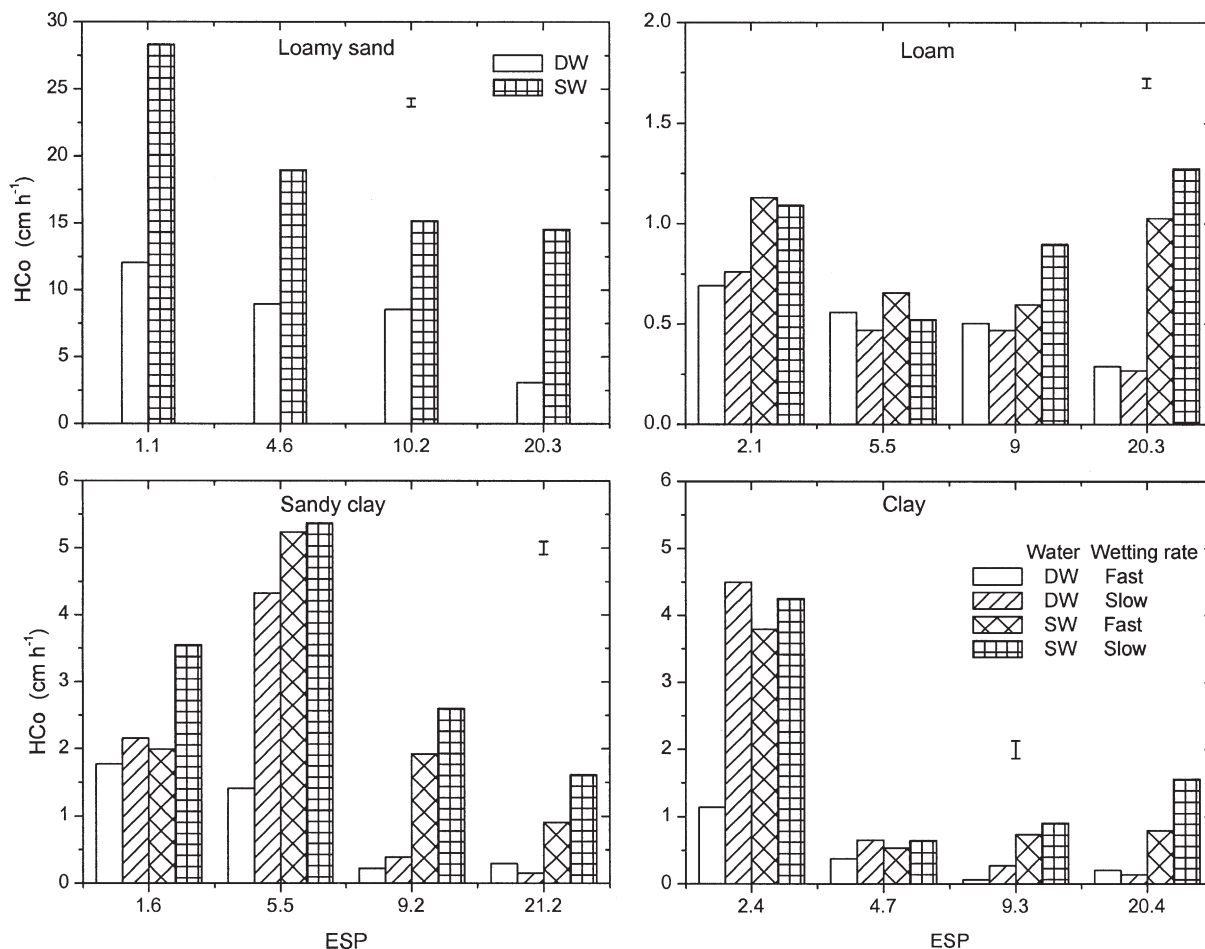 Loamy sand
DW
SW
30
25
20
15
10
5
0
HCo (cm h⁻¹)
1.1 4.6 10.2 20.3
Loam
2.0
1.5
1.0
0.5
0.0
2.1 5.5 9 20.3
Sandy clay
6
5
4
3
2
1
0
HCo (cm h⁻¹)
1.6 5.5 9.2 21.2
ESP
Clay
Water Wetting rate
DW Fast
DW Slow
SW Fast
SW Slow
6
5
4
3
2
1
0
2.4 4.7 9.3 20.4
ESP